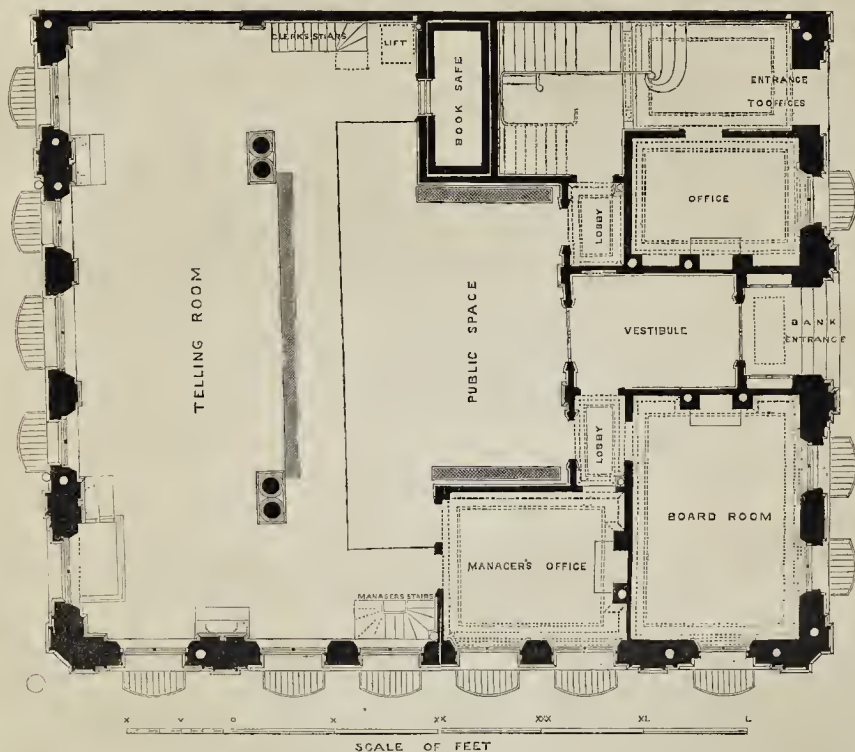 CLERKS STAIRS
LIFT
BOOK SAFE
ENTRANCE
TO OFFICES
OFFICE
LOBBY
TELLING ROOM
PUBLIC SPACE
VESTIBULE
BANK
ENTRANCE
LOBBY
BOARD ROOM
MANAGER'S OFFICE
MANAGERS STAIRS
X V O X XX XXX XL L
SCALE OF FEET